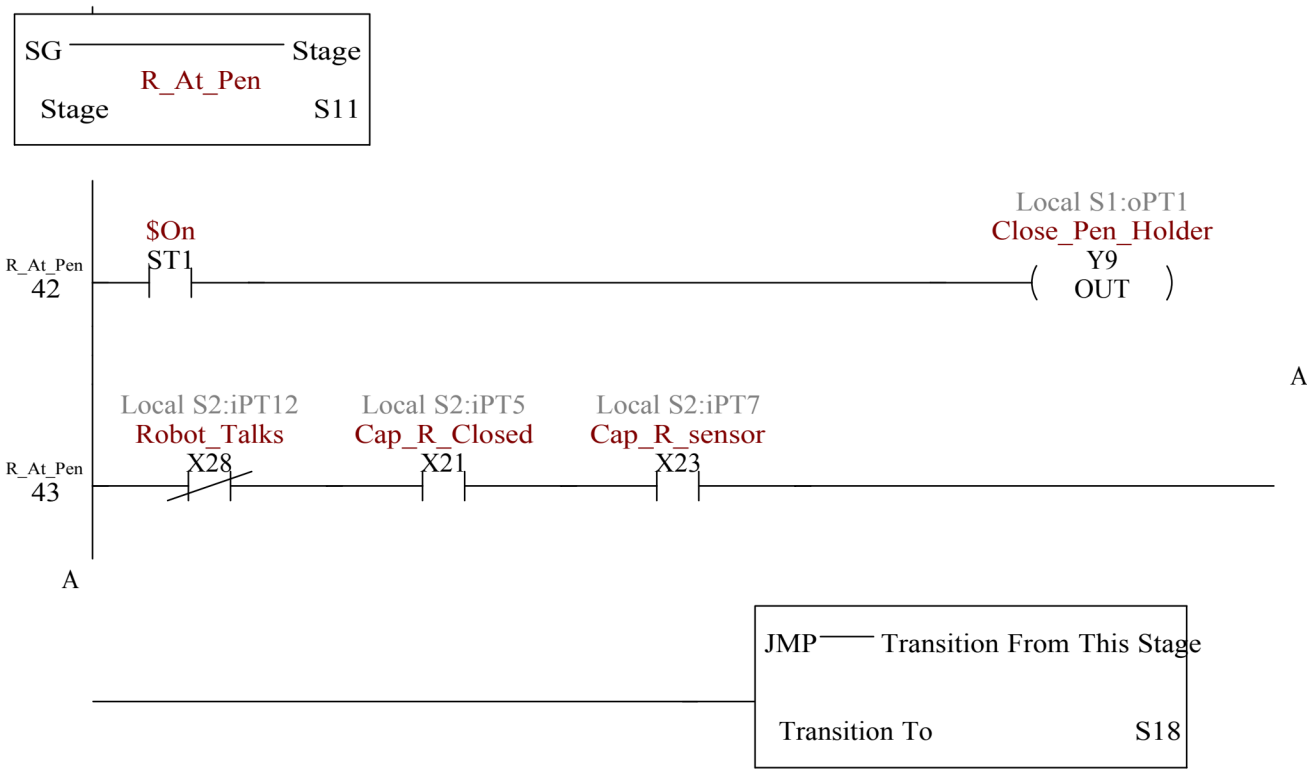 SG Stage
R_At_Pen
Stage S11
Local S1:oPT1
$On Close_Pen_Holder
R_At_Pen ST1 Y9
42 OUT
A
Local S2:iPT12 Local S2:iPT5 Local S2:iPT7
Robot_Talks Cap_R_Closed Cap_R_sensor
R_At_Pen X28 X21 X23
43
A
JMP Transition From This Stage
Transition To S18